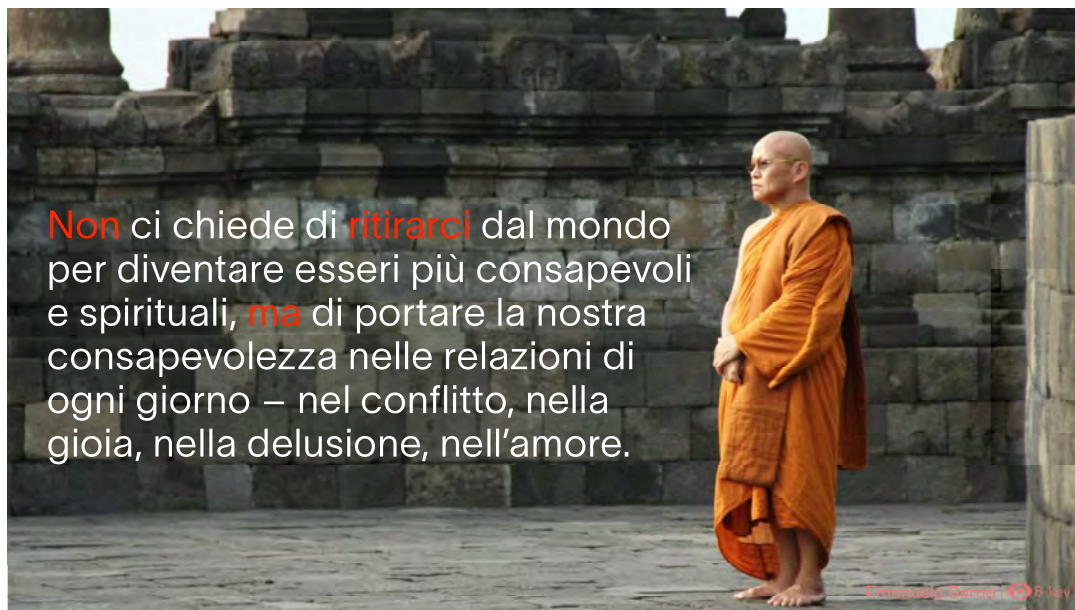 Non ci chiede di ritirarci dal mondo
per diventare esseri più consapevoli
e spirituali, ma di portare la nostra
consapevolezza nelle relazioni di
ogni giorno – nel conflitto, nella
gioia, nella delusione, nell’amore.